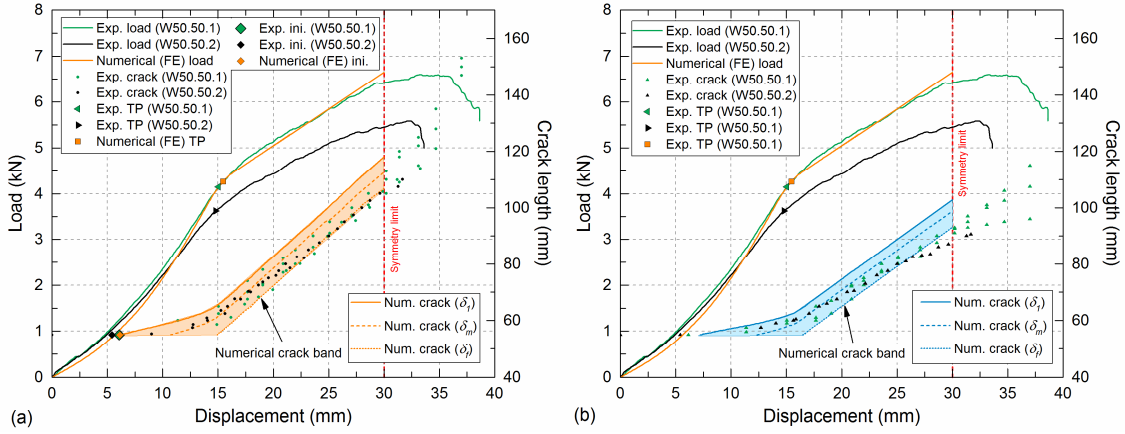 Exp. load (W50.50.1)
Exp. load (W50.50.2)
Numerical (FE) load
Exp. crack (W50.50.1)
Exp. crack (W50.50.2)
Exp. TP (W50.50.1)
Exp. TP (W50.50.2)
Numerical (FE) TP
Exp. ini. (W50.50.1)
Exp. ini. (W50.50.2)
Numerical (FE) ini.
Load (kN)
8
7
6
5
4
3
2
1
0
0
5
10
15
20
25
30
35
40
Displacement (mm)
160
140
120
100
80
60
40
Crack length (mm)
Symmetry limit
Numerical crack band
Num. crack (δ₁)
Num. crack (δₘ)
Num. crack (δf)
(a)
Exp. load (W50.50.1)
Exp. load (W50.50.2)
Numerical (FE) load
Exp. crack (W50.50.1)
Exp. crack (W50.50.2)
Exp. TP (W50.50.1)
Exp. TP (W50.50.2)
Exp. TP (W50.50.1)
Load (kN)
8
7
6
5
4
3
2
1
0
0
5
10
15
20
25
30
35
40
Displacement (mm)
160
140
120
100
80
60
40
Crack length (mm)
Symmetry limit
Numerical crack band
Num. crack (δ₁)
Num. crack (δₘ)
Num. crack (δf)
(b)